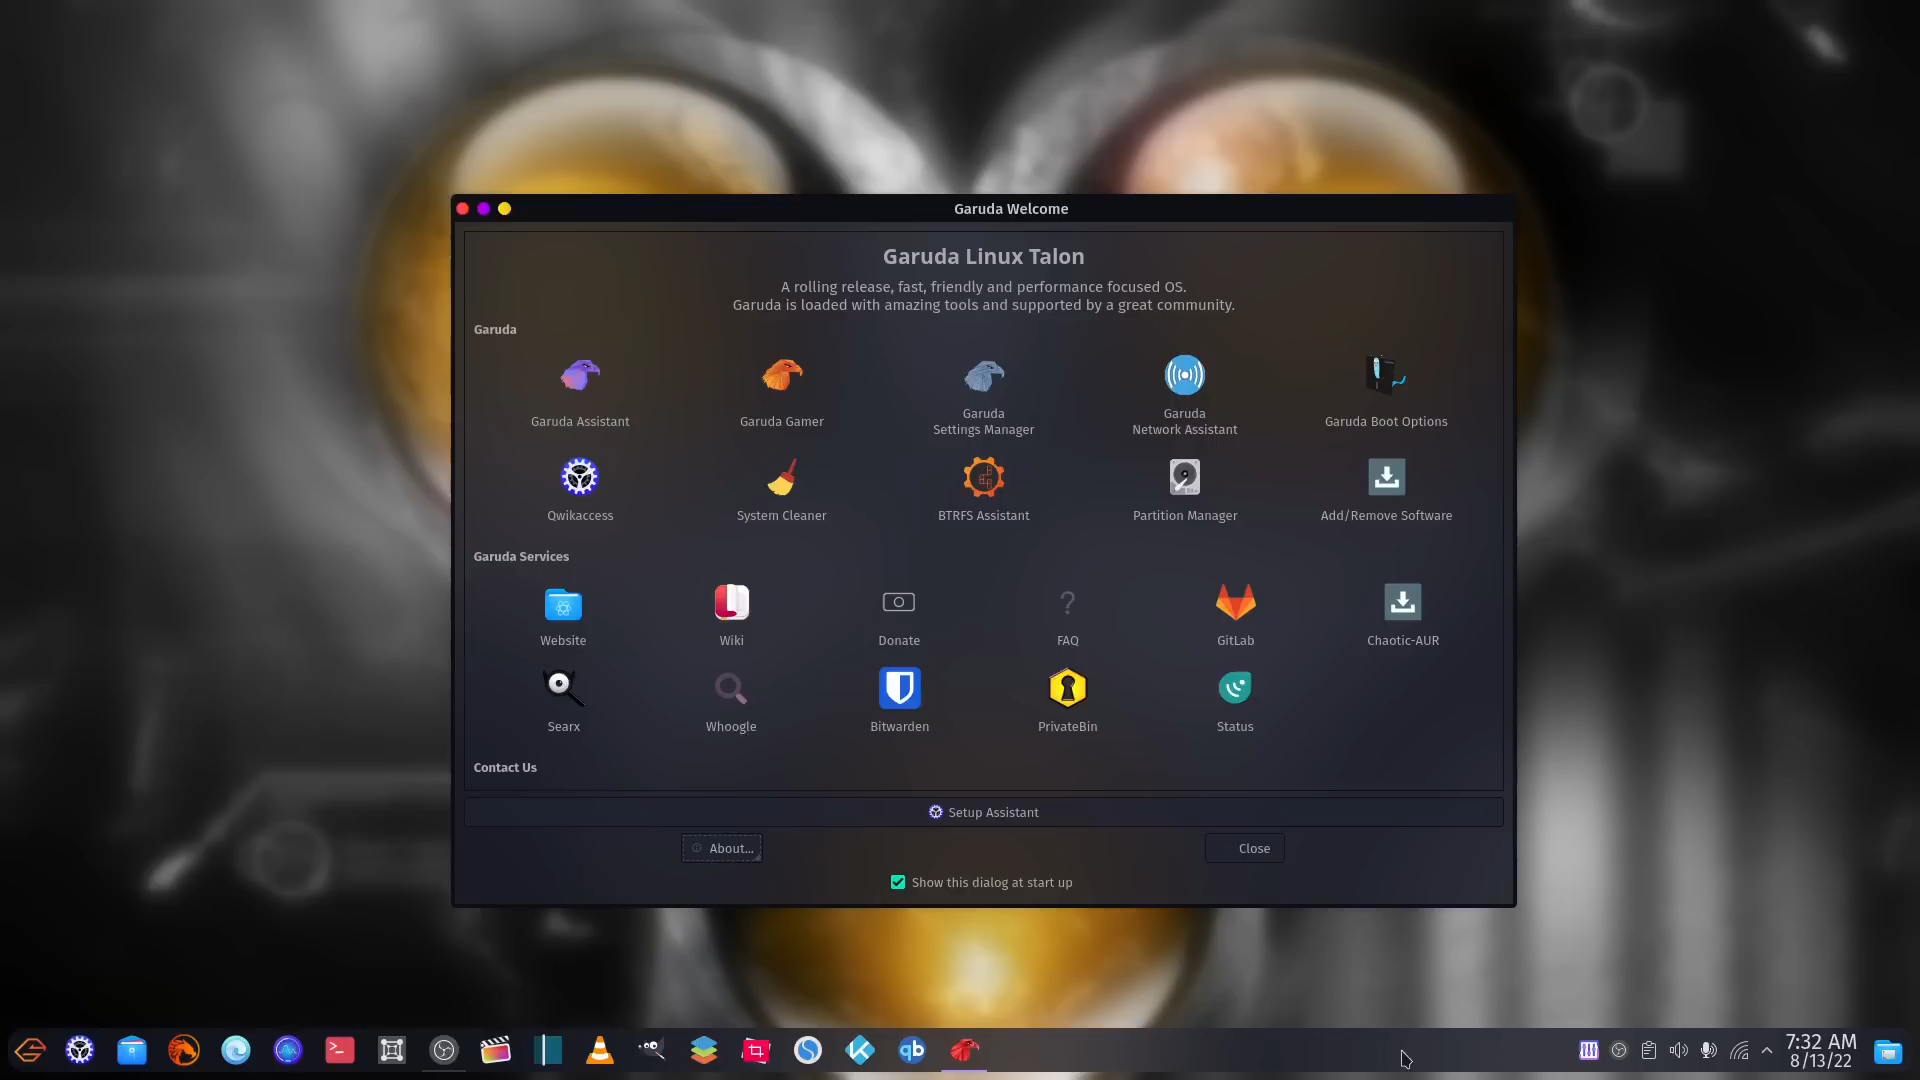 Garuda Welcome
Garuda Linux Talon
A rolling release, fast, friendly and performance focused OS.
Garuda is loaded with amazing tools and supported by a great community.
Garuda
Garuda Assistant
Garuda Gamer
Garuda
Settings Manager
Garuda
Network Assistant
Garuda Boot Options
Qwikaccess
System Cleaner
BTRFS Assistant
Partition Manager
Add/Remove Software
Garuda Services
Website
Wiki
Donate
?
FAQ
GitLab
Chaotic-AUR
Searx
Whoogle
Bitwarden
PrivateBin
Status
Contact Us
Setup Assistant
About...
Close
Show this dialog at start up
qb
7:32 AM
8/13/22